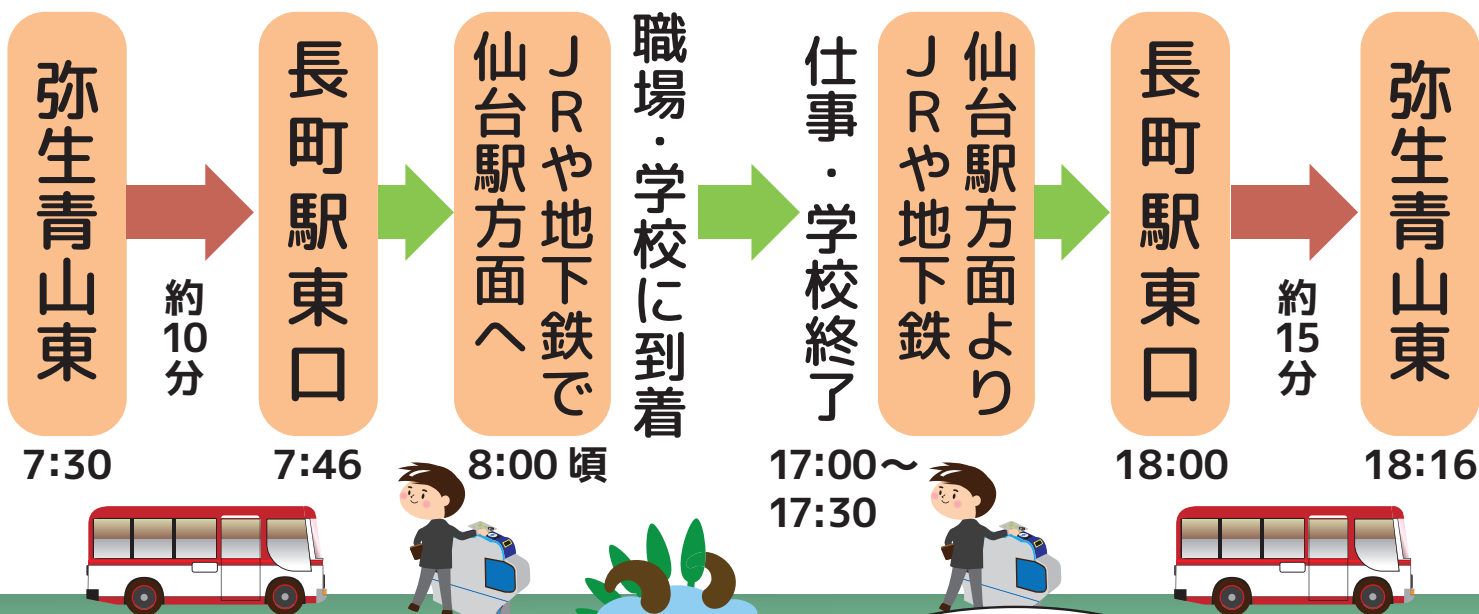 弥生青山東
7:30
約10分
長町駅東口
7:46
JRや地下鉄で
仙台駅方面へ
8:00 頃
職場・学校に到着
仕事・学校終了
仙台駅方面より
JRや地下鉄
17:00〜
17:30
長町駅東口
18:00
約15分
弥生青山東
18:16